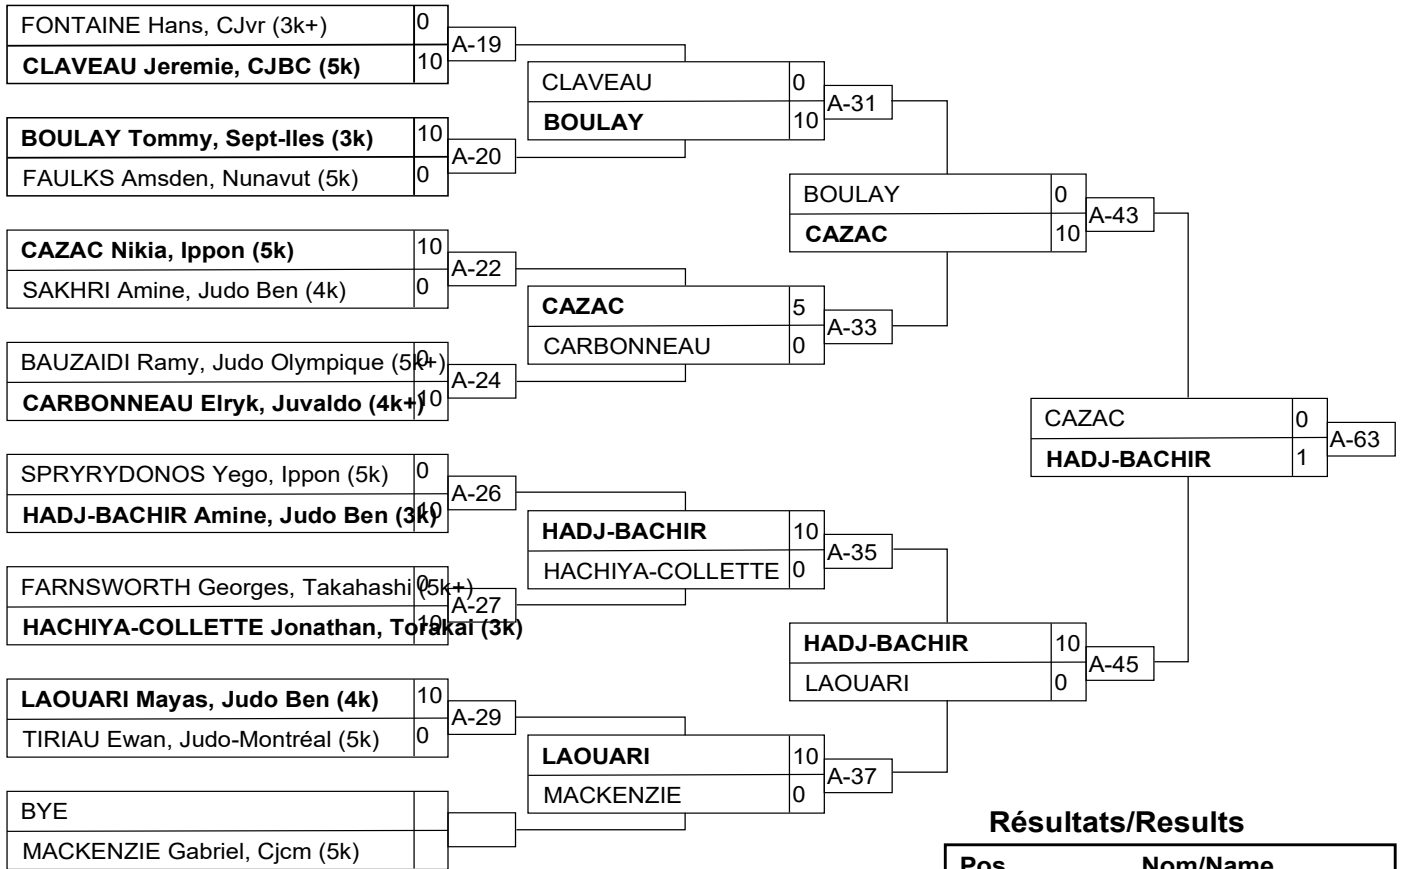 FONTAINE Hans, CJvr (3k+) 0
A-19
CLAVEAU Jeremie, CJBC (5k) 10
CLAVEAU 0
A-31
BOULAY 10
BOULAY Tommy, Sept-Iles (3k) 10
A-20
FAULKS Amsden, Nunavut (5k) 0
BOULAY 0
A-43
CAZAC 10
CAZAC Nikia, Ippon (5k) 10
A-22
SAKHRI Amine, Judo Ben (4k) 0
CAZAC 5
A-33
CARBONNEAU 0
BAUZAIDI Ramy, Judo Olympique (5k+) 0
A-24
CARBONNEAU Elryk, Juvaldo (4k+) 10
CAZAC 0
A-63
HADJ-BACHIR 1
SPRYRYDONOS Yego, Ippon (5k) 0
A-26
HADJ-BACHIR Amine, Judo Ben (3k) 10
HADJ-BACHIR 10
A-35
HACHIYA-COLLETTE 0
FARNSWORTH Georges, Takahashi (5k+) 0
A-27
HACHIYA-COLLETTE Jonathan, Torakai (3k) 10
HADJ-BACHIR 10
A-45
LAOUARI 0
LAOUARI Mayas, Judo Ben (4k) 10
A-29
TIRIAU Ewan, Judo-Montréal (5k) 0
LAOUARI 10
A-37
MACKENZIE 0
BYE
MACKENZIE Gabriel, Cjcm (5k)
Résultats/Results
Pos Nom/Name